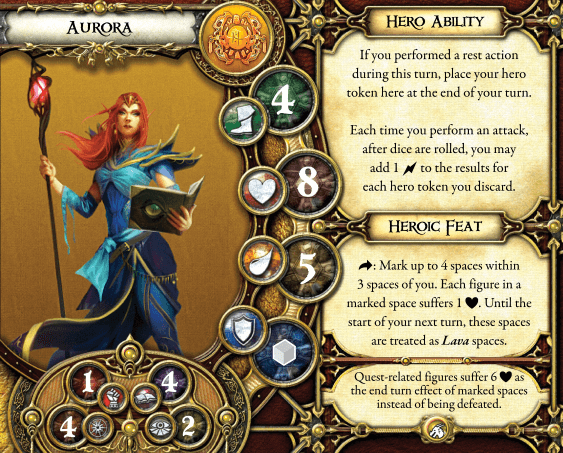 Aurora
4
8
5
1
4
4
2
Hero Ability
If you performed a rest action
during this turn, place your hero
token here at the end of your turn.
Each time you perform an attack,
after dice are rolled, you may
add 1 to the results for
each hero token you discard.
Heroic Feat
: Mark up to 4 spaces within
3 spaces of you. Each figure in a
marked space suffers 1 . Until the
start of your next turn, these spaces
are treated as Lava spaces.
Quest-related figures suffer 6 as
the end turn effect of marked spaces
instead of being defeated.